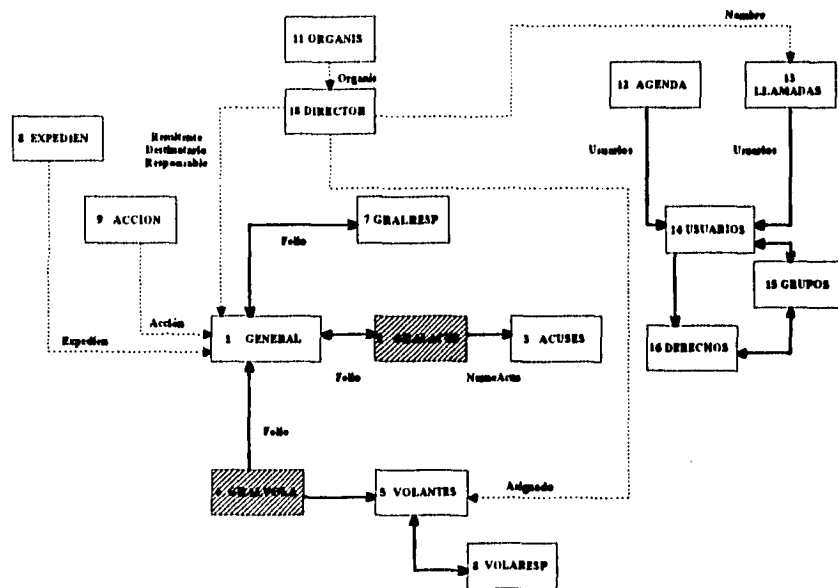 Nombre
11 ORGANIS
13
LLAMADAS
12 AGENDA
Organis
10 DIRECTOR
8 EXPEDIEN
Remitente
Destinatario
Responsable
Usuarios
Usuarios
9 ACCION
7 GRALRESP
14 USUARIOS
Folio
15 GRUPOS
Acción
1 GENERAL
3 ACUSES
Expedien
16 DERECHOS
Folio
NumeActu
Folio
Asignado
5 VOLANTES
VOLARESP